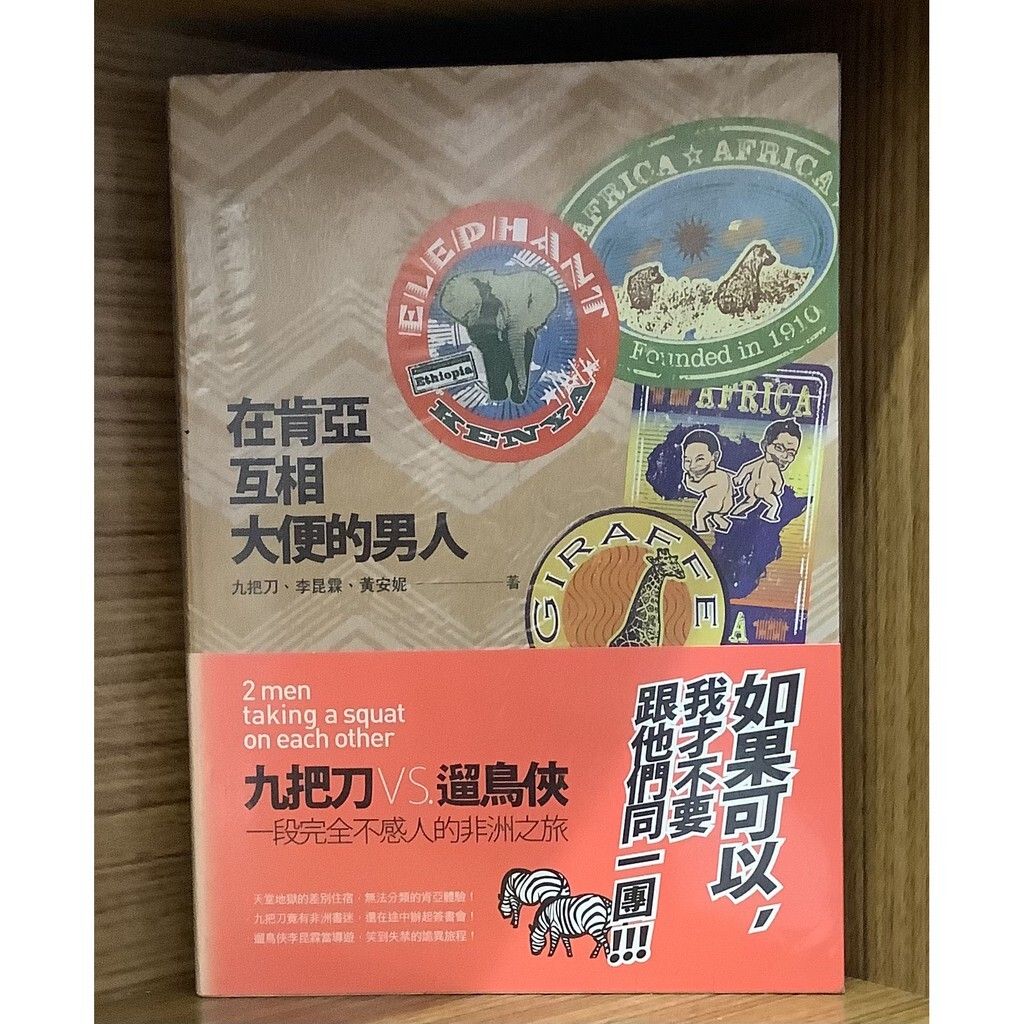 AFRICA ☆ AFRICA
Founded in 1910
ELEPHANT
Ethiopia
KENYA
AFRICA
在肯亞
互相
大便的男人
九把刀、李昆霖、黃安妮 著
GIRAFFE
2 men
taking a squat
on each other
九把刀VS.遛鳥俠
一段完全不感人的非洲之旅
如果可以，
我才不要
跟他們同一團!!!
天堂地獄的差別住宿，無法分類的肯亞體驗！
九把刀竟有非洲書迷，還在途中辦起簽書會！
遛鳥俠李昆霖當導遊，笑到失禁的詭異旅程！